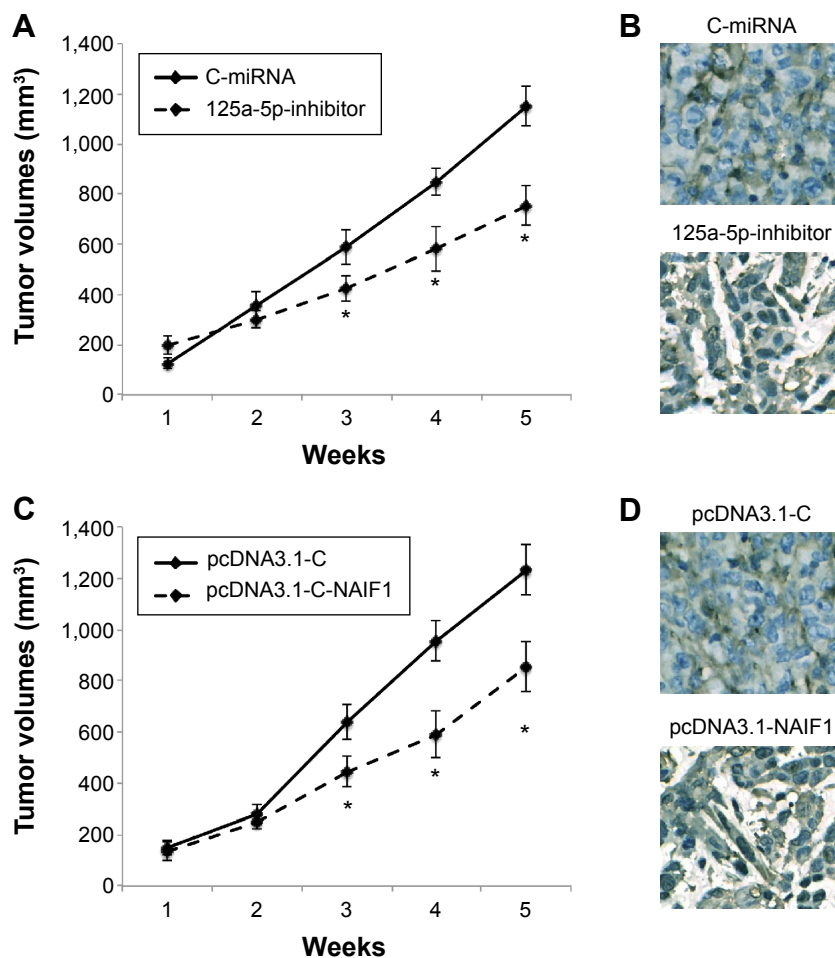 A
Tumor volumes (mm³)
1,400
1,200
1,000
800
600
400
200
0
C-miRNA
125a-5p-inhibitor
*
*
*
1 2 3 4 5
Weeks
B
C-miRNA
125a-5p-inhibitor
C
Tumor volumes (mm³)
1,400
1,200
1,000
800
600
400
200
0
pcDNA3.1-C
pcDNA3.1-C-NAIF1
*
*
*
1 2 3 4 5
Weeks
D
pcDNA3.1-C
pcDNA3.1-NAIF1